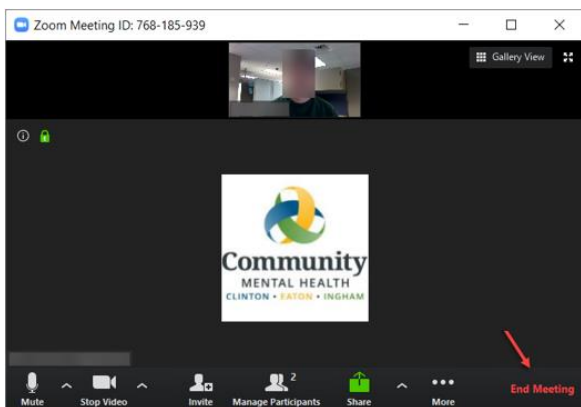 Zoom Meeting ID: 768-185-939
Gallery View
Community
MENTAL HEALTH
CLINTON • EATON • INGHAM
2
Mute
Stop Video
Invite
Manage Participants
Share
More
End Meeting